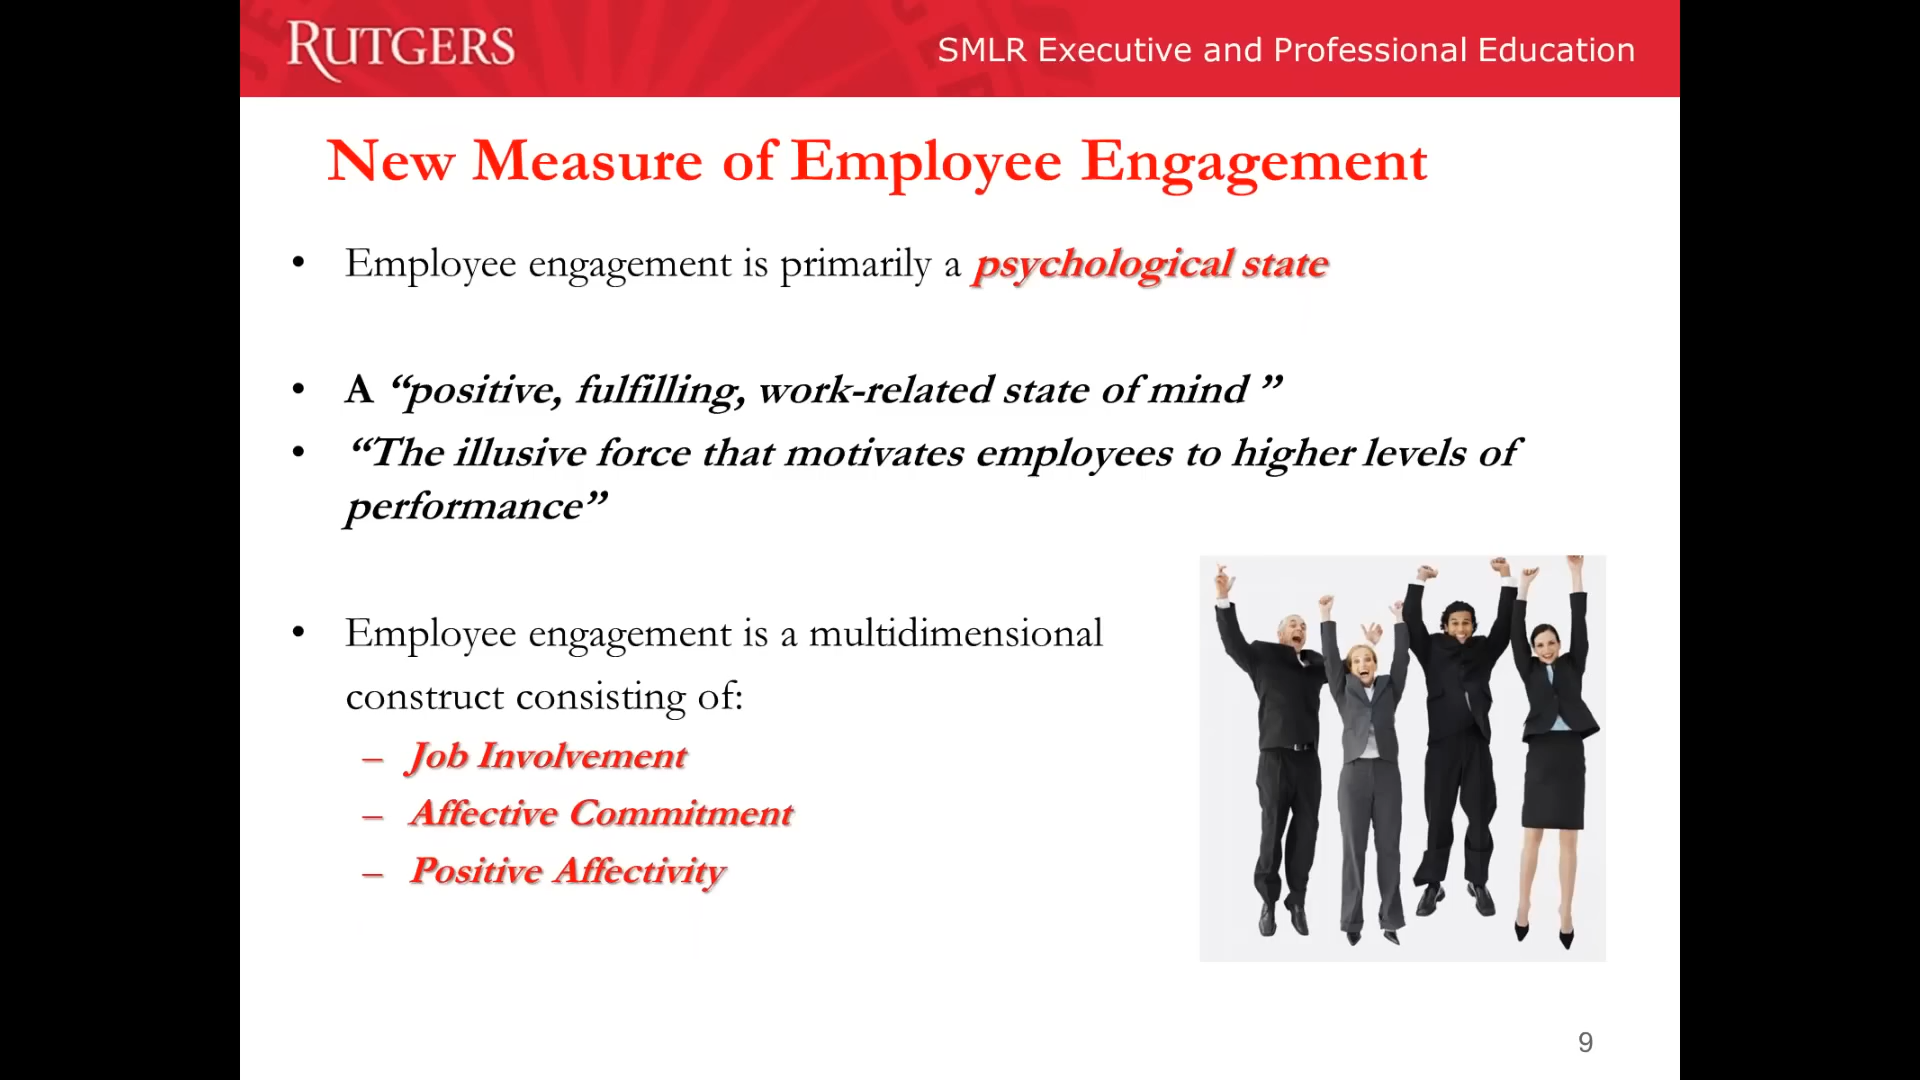 RUTGERS
SMLR Executive and Professional Education
New Measure of Employee Engagement
• Employee engagement is primarily a psychological state
• A “positive, fulfilling, work-related state of mind ”
• “The illusive force that motivates employees to higher levels of
performance”
• Employee engagement is a multidimensional
construct consisting of:
– Job Involvement
– Affective Commitment
– Positive Affectivity
9